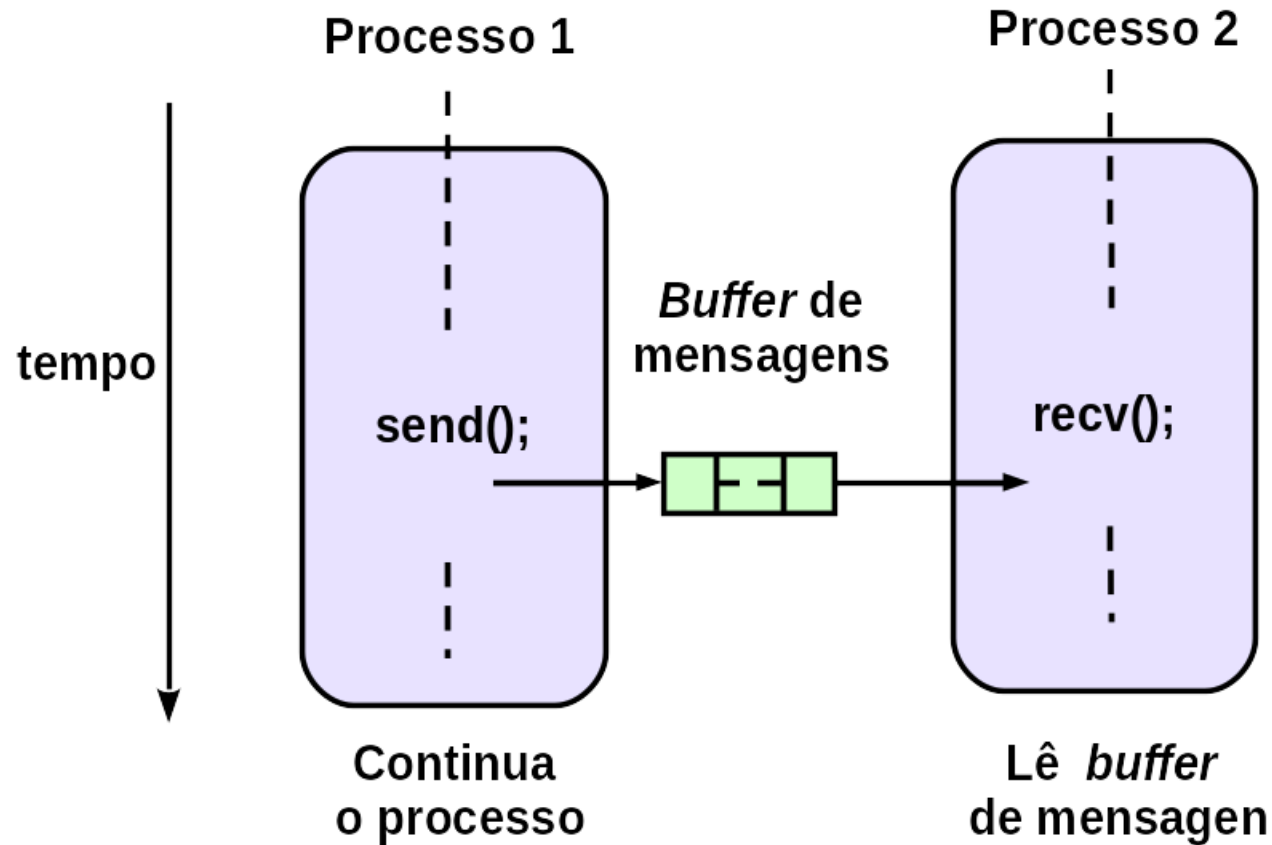 Processo 1
Processo 2
tempo
Buffer de
mensagens
send();
recv();
Continua
o processo
Lê buffer
de mensagen